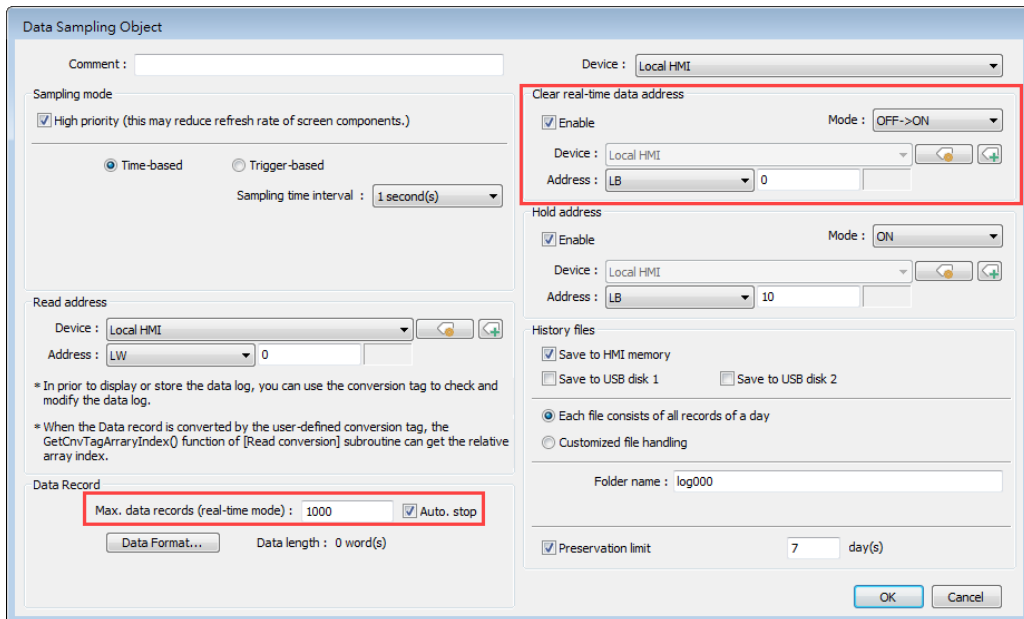 Data Sampling Object
Comment :
Sampling mode
High priority (this may reduce refresh rate of screen components.)
Time-based Trigger-based
Sampling time interval : 1 second(s)
Read address
Device : Local HMI
Address : LW 0
* In prior to display or store the data log, you can use the conversion tag to check and
modify the data log.
* When the Data record is converted by the user-defined conversion tag, the
GetCnvTagArraryIndex() function of [Read conversion] subroutine can get the relative
array index.
Data Record
Max. data records (real-time mode) : 1000 Auto. stop
Data Format... Data length : 0 word(s)
Device : Local HMI
Clear real-time data address
Enable Mode : OFF->ON
Device : Local HMI
Address : LB 0
Hold address
Enable Mode : ON
Device : Local HMI
Address : LB 10
History files
Save to HMI memory
Save to USB disk 1 Save to USB disk 2
Each file consists of all records of a day
Customized file handling
Folder name : log000
Preservation limit 7 day(s)
OK Cancel